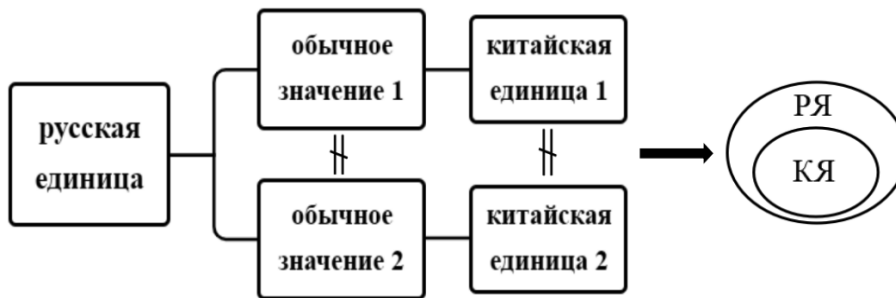 русская
единица
обычное
значение 1
китайская
единица 1
обычное
значение 2
китайская
единица 2
РЯ
КЯ